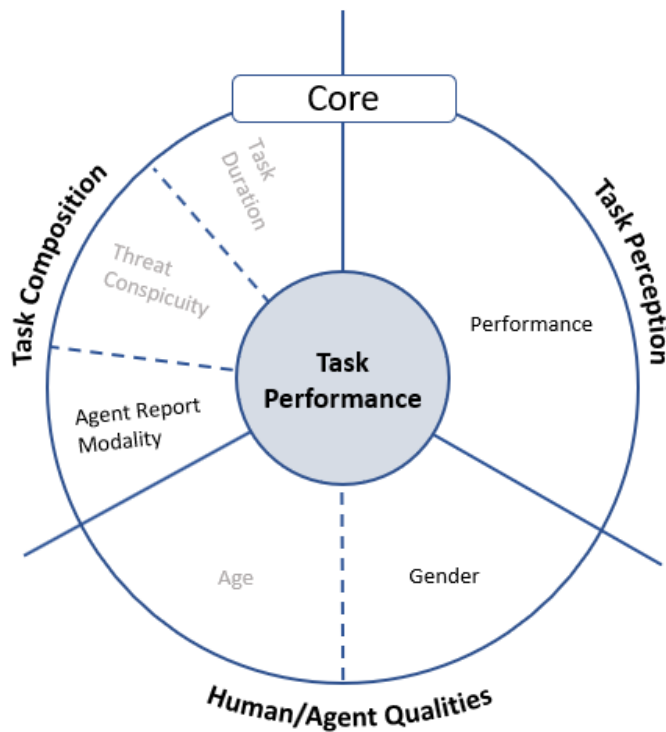 Core
Task
Duration
Threat
Conspicuity
Agent Report
Modality
Task Composition
Task
Performance
Performance
Task Perception
Age
Gender
Human/Agent Qualities